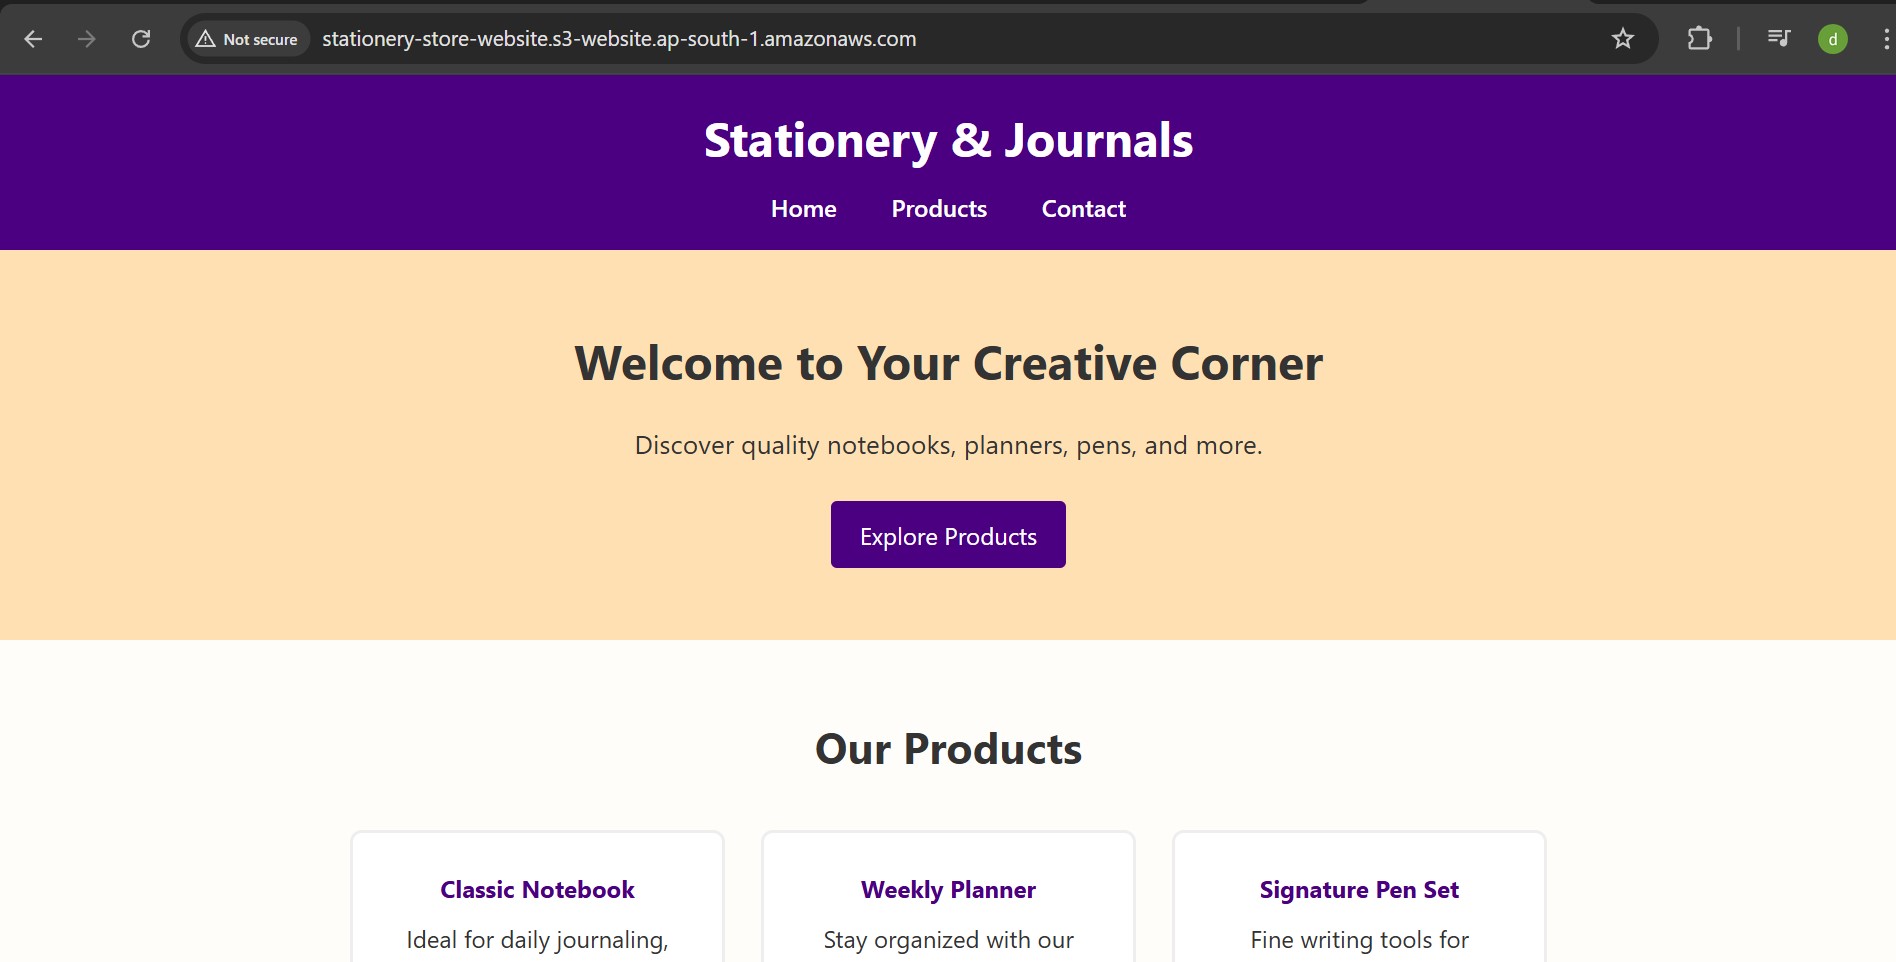 Not secure stationery-store-website.s3-website.ap-south-1.amazonaws.com d
Stationery & Journals
Home Products Contact
Welcome to Your Creative Corner
Discover quality notebooks, planners, pens, and more.
Explore Products
Our Products
Classic Notebook
Ideal for daily journaling,
Weekly Planner
Stay organized with our
Signature Pen Set
Fine writing tools for